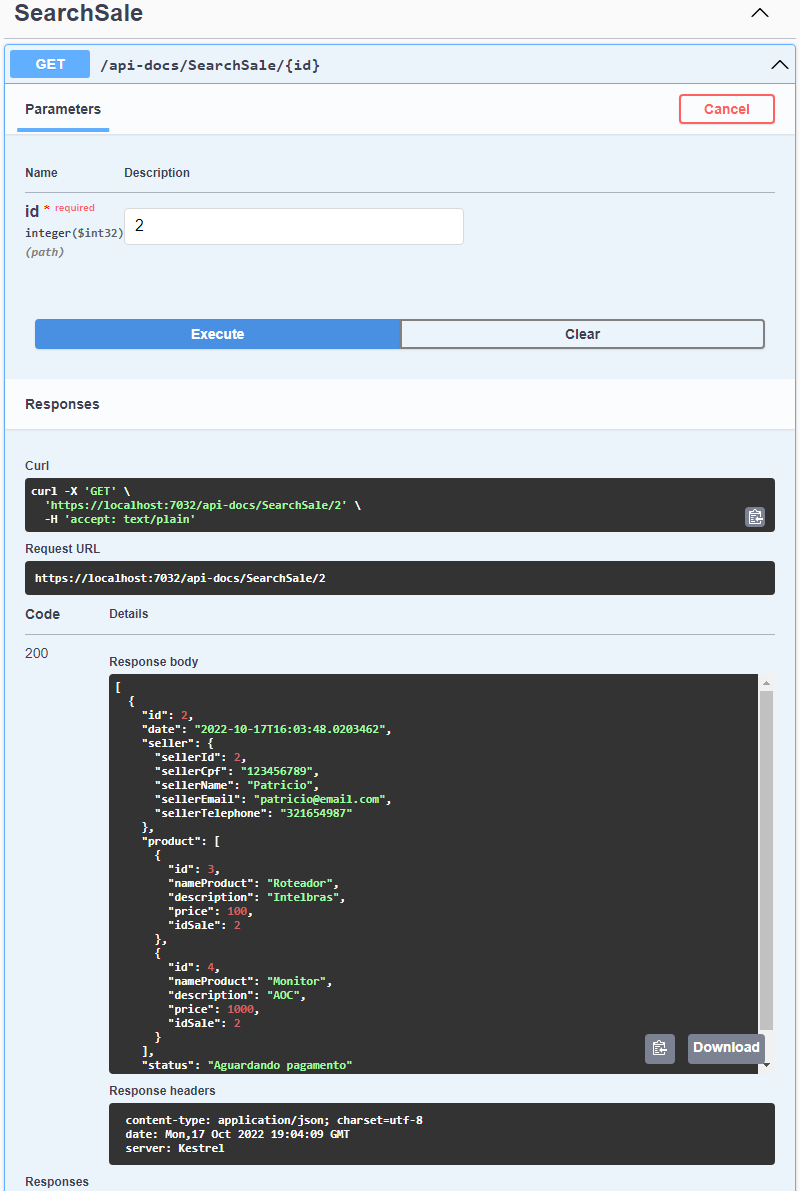 SearchSale
GET /api-docs/SearchSale/{id}
Parameters
Cancel
Name Description
id * required
integer($int32)
(path)
2
Execute Clear
Responses
Curl
curl -X 'GET' \
  'https://localhost:7032/api-docs/SearchSale/2' \
  -H 'accept: text/plain'
Request URL
https://localhost:7032/api-docs/SearchSale/2
Code Details
200
Response body
[
  {
    "id": 2,
    "date": "2022-10-17T16:03:48.0203462",
    "seller": {
      "sellerId": 2,
      "sellerCpf": "123456789",
      "sellerName": "Patricio",
      "sellerEmail": "patricio@email.com",
      "sellerTelephone": "321654987"
    },
    "product": [
      {
        "id": 3,
        "nameProduct": "Roteador",
        "description": "Intelbras",
        "price": 100,
        "idSale": 2
      },
      {
        "id": 4,
        "nameProduct": "Monitor",
        "description": "AOC",
        "price": 1000,
        "idSale": 2
      }
    ],
    "status": "Aguardando pagamento"
Download
Response headers
content-type: application/json; charset=utf-8
date: Mon,17 Oct 2022 19:04:09 GMT
server: Kestrel
Responses